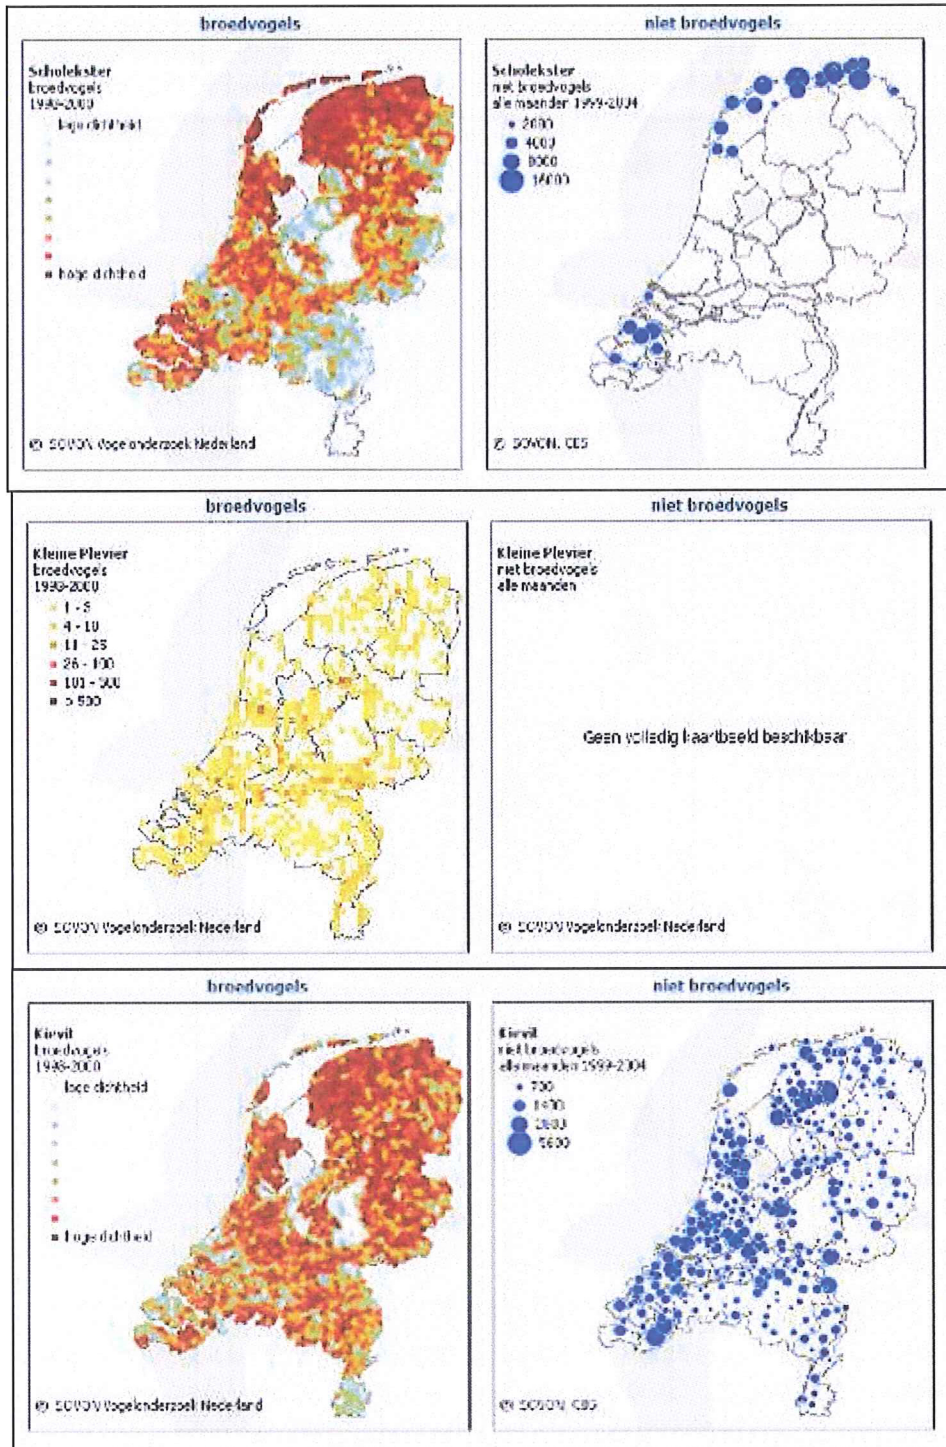 broedvogels
niet broedvogels
Scholekster
broedvogels
1998-2000
lage dichtheid
hoge dichtheid
© SOVON Vogelonderzoek Nederland
Scholekster
niet broedvogels
alle maanden 1999-2004
2000
4000
8000
16000
© SOVON, CBS
broedvogels
niet broedvogels
Kleine Plevier
broedvogels
1998-2000
1 - 3
4 - 10
11 - 25
26 - 100
101 - 500
> 500
© SOVON Vogelonderzoek Nederland
Kleine Plevier
niet broedvogels
alle maanden
Geen volledig kaartbeeld beschikbaar
© SOVON Vogelonderzoek Nederland
broedvogels
niet broedvogels
Kievit
broedvogels
1998-2000
lage dichtheid
hoge dichtheid
© SOVON Vogelonderzoek Nederland
Kievit
niet broedvogels
alle maanden 1999-2004
700
1400
2800
5600
© SOVON, CBS